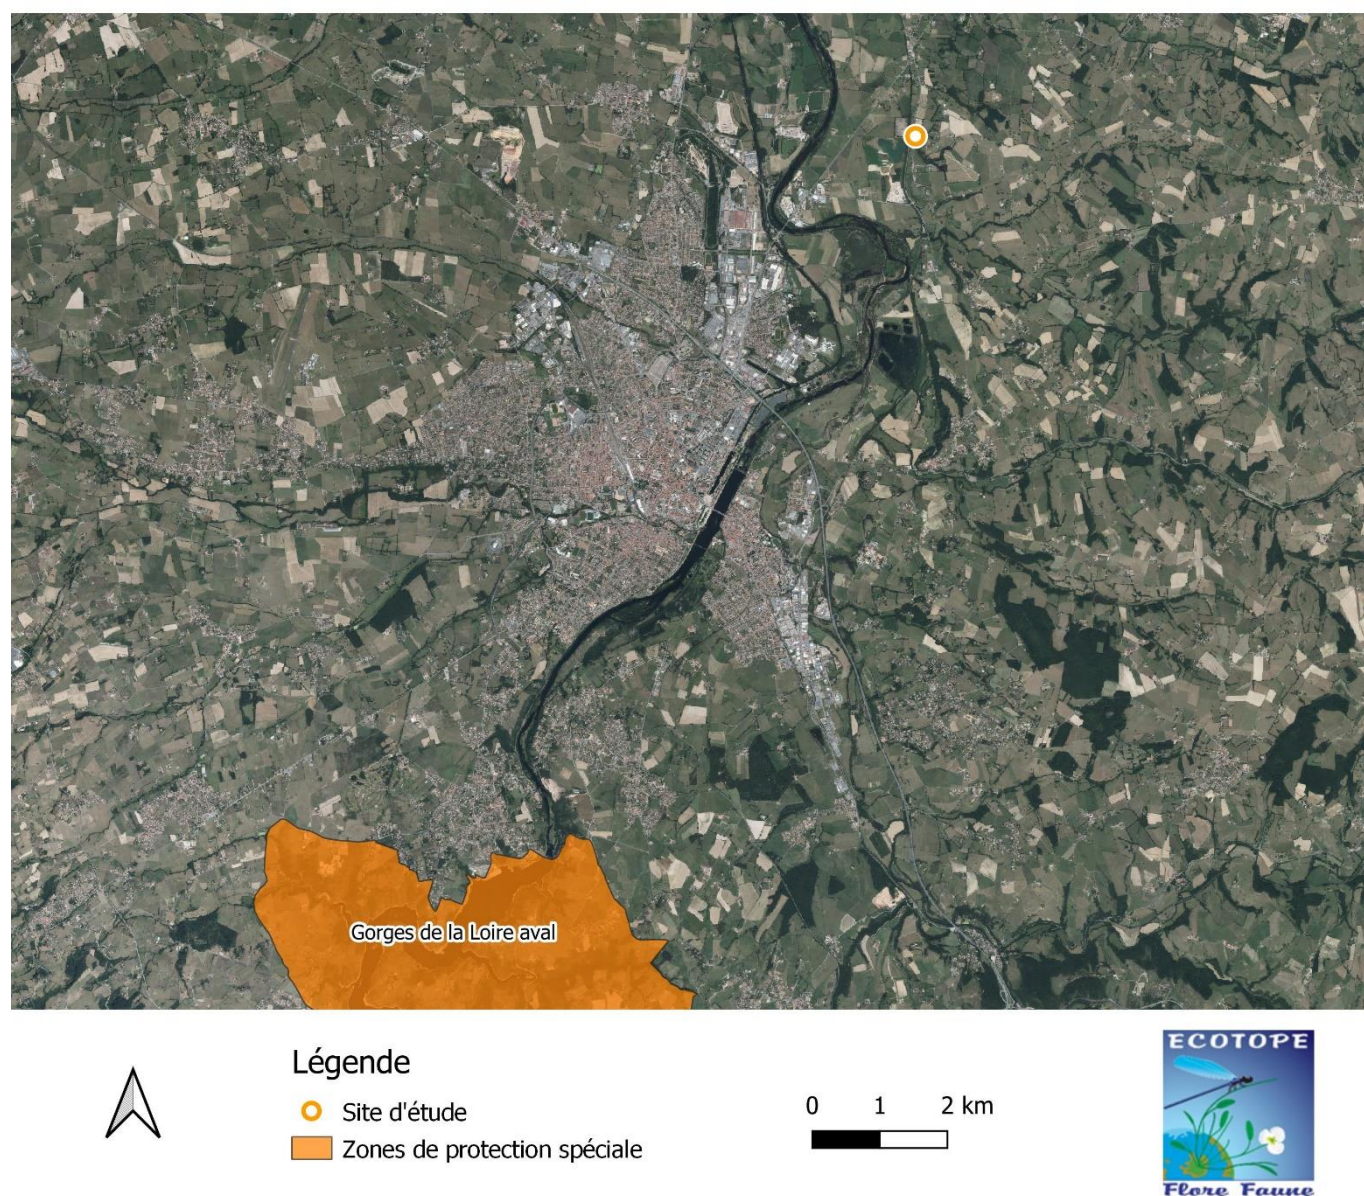 Gorges de la Loire aval
Légende
Site d'étude
Zones de protection spéciale
0 1 2 km
ECOTOPE
Flore Faune